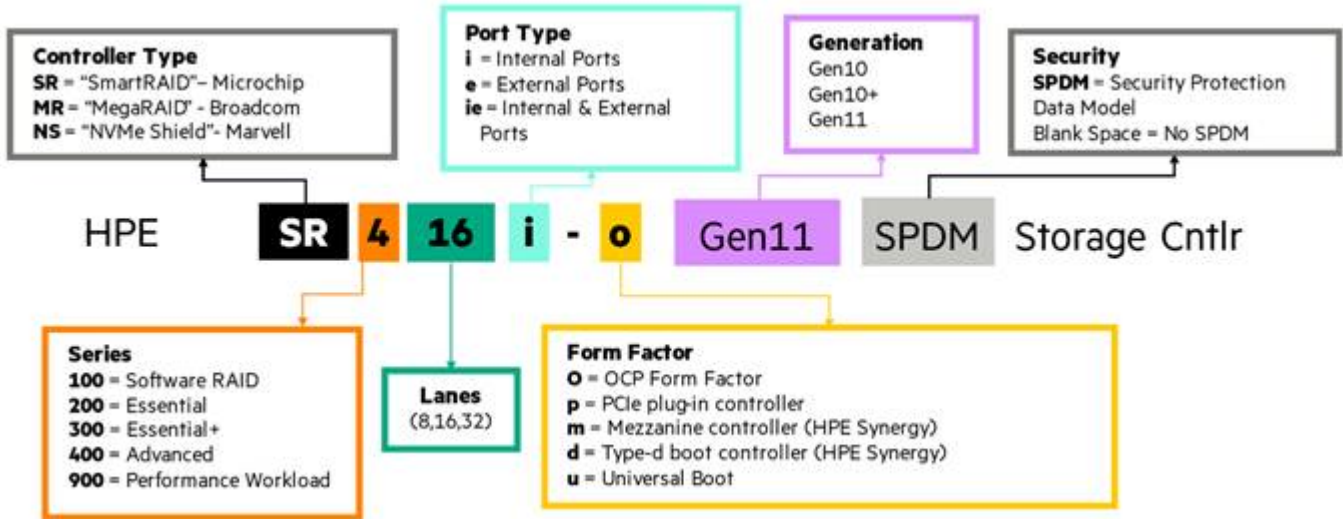 Controller Type
SR = "SmartRAID"– Microchip
MR = "MegaRAID" - Broadcom
NS = "NVMe Shield"- Marvell
Port Type
i = Internal Ports
e = External Ports
ie = Internal & External
Ports
Generation
Gen10
Gen10+
Gen11
Security
SPDM = Security Protection
Data Model
Blank Space = No SPDM
HPE SR 4 16 i - o Gen11 SPDM Storage Cntlr
Series
100 = Software RAID
200 = Essential
300 = Essential+
400 = Advanced
900 = Performance Workload
Lanes
(8,16,32)
Form Factor
O = OCP Form Factor
p = PCIe plug-in controller
m = Mezzanine controller (HPE Synergy)
d = Type-d boot controller (HPE Synergy)
u = Universal Boot